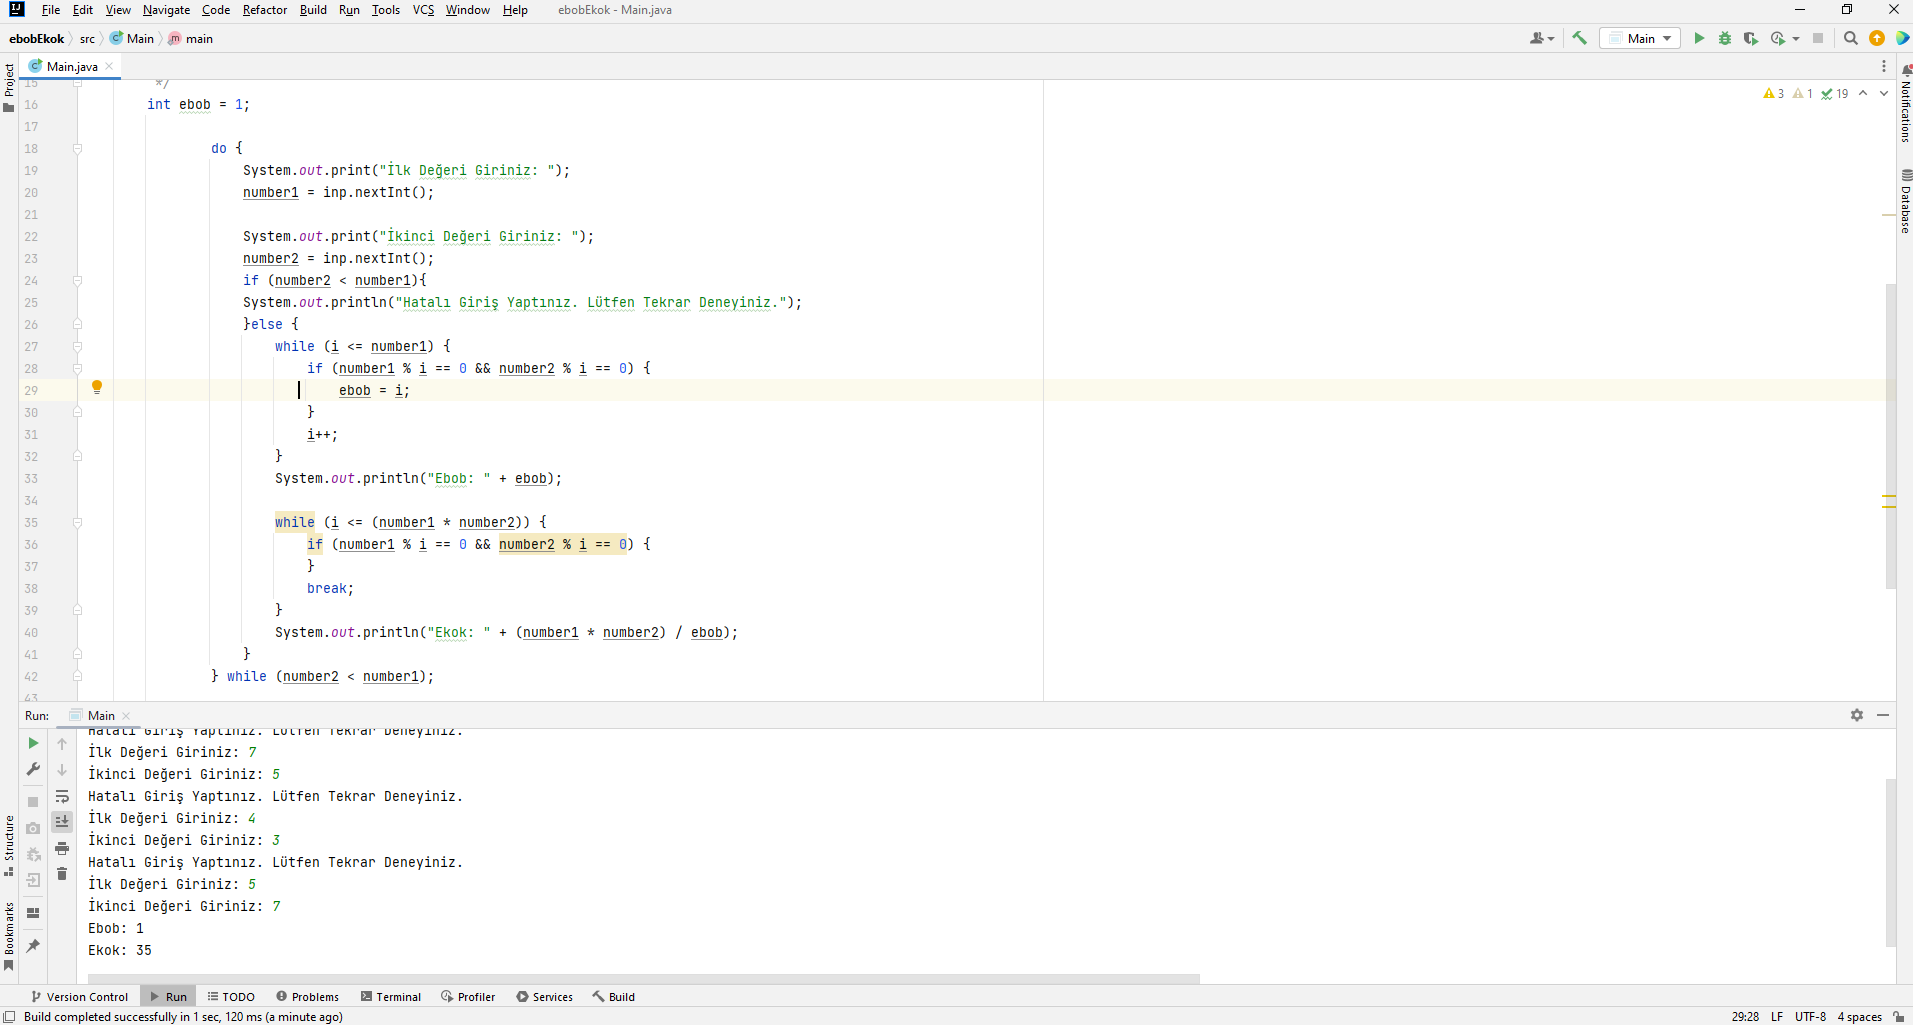 File Edit View Navigate Code Refactor Build Run Tools VCS Window Help ebobEkok - Main.java
ebobEkok src Main main Main
Project
Main.java
Notifications
Database
3 1 19
15 */
16 int ebob = 1;
17
18 do {
19 System.out.print("İlk Değeri Giriniz: ");
20 number1 = inp.nextInt();
21
22 System.out.print("İkinci Değeri Giriniz: ");
23 number2 = inp.nextInt();
24 if (number2 < number1){
25 System.out.println("Hatalı Giriş Yaptınız. Lütfen Tekrar Deneyiniz.");
26 }else {
27 while (i <= number1) {
28 if (number1 % i == 0 && number2 % i == 0) {
29 ebob = i;
30 }
31 i++;
32 }
33 System.out.println("Ebob: " + ebob);
34
35 while (i <= (number1 * number2)) {
36 if (number1 % i == 0 && number2 % i == 0) {
37 }
38 break;
39 }
40 System.out.println("Ekok: " + (number1 * number2) / ebob);
41 }
42 } while (number2 < number1);
43
Run: Main
Hatalı Giriş Yaptınız. Lütfen Tekrar Deneyiniz.
İlk Değeri Giriniz: 7
İkinci Değeri Giriniz: 5
Hatalı Giriş Yaptınız. Lütfen Tekrar Deneyiniz.
İlk Değeri Giriniz: 4
İkinci Değeri Giriniz: 3
Hatalı Giriş Yaptınız. Lütfen Tekrar Deneyiniz.
İlk Değeri Giriniz: 5
İkinci Değeri Giriniz: 7
Ebob: 1
Ekok: 35
Structure
Bookmarks
Version Control Run TODO Problems Terminal Profiler Services Build
Build completed successfully in 1 sec, 120 ms (a minute ago) 29:28 LF UTF-8 4 spaces